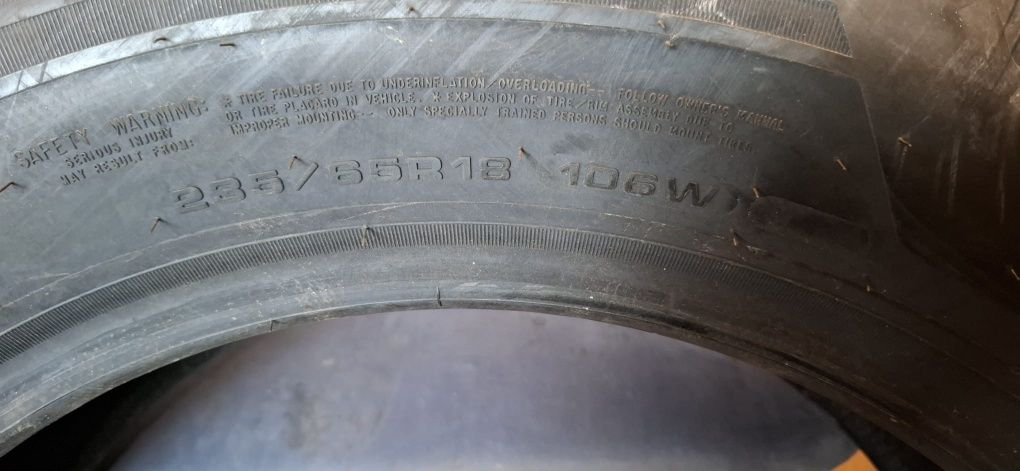 SAFETY WARNING:
SERIOUS INJURY
MAY RESULT FROM:
* TIRE FAILURE DUE TO UNDERINFLATION/OVERLOADING-- FOLLOW OWNER'S MANUAL
OR TIRE PLACARD IN VEHICLE. * EXPLOSION OF TIRE/RIM ASSEMBLY DUE TO
IMPROPER MOUNTING-- ONLY SPECIALLY TRAINED PERSONS SHOULD MOUNT TIRES.
235/65R18 106W